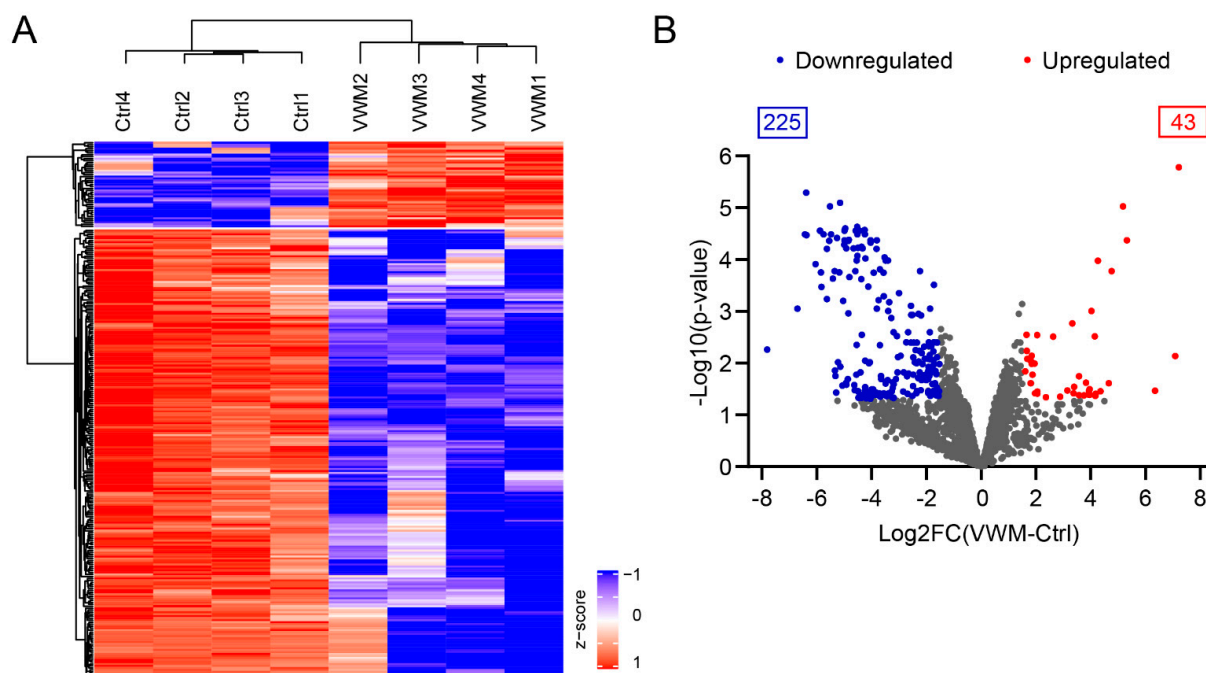 A
Ctrl4
Ctrl2
Ctrl3
Ctrl1
VWM2
VWM3
VWM4
VWM1
z-score
-1
0
1
B
Downregulated
Upregulated
225
43
6
5
4
3
2
1
0
-Log10(p-value)
-8
-6
-4
-2
0
2
4
6
8
Log2FC(VWM-Ctrl)